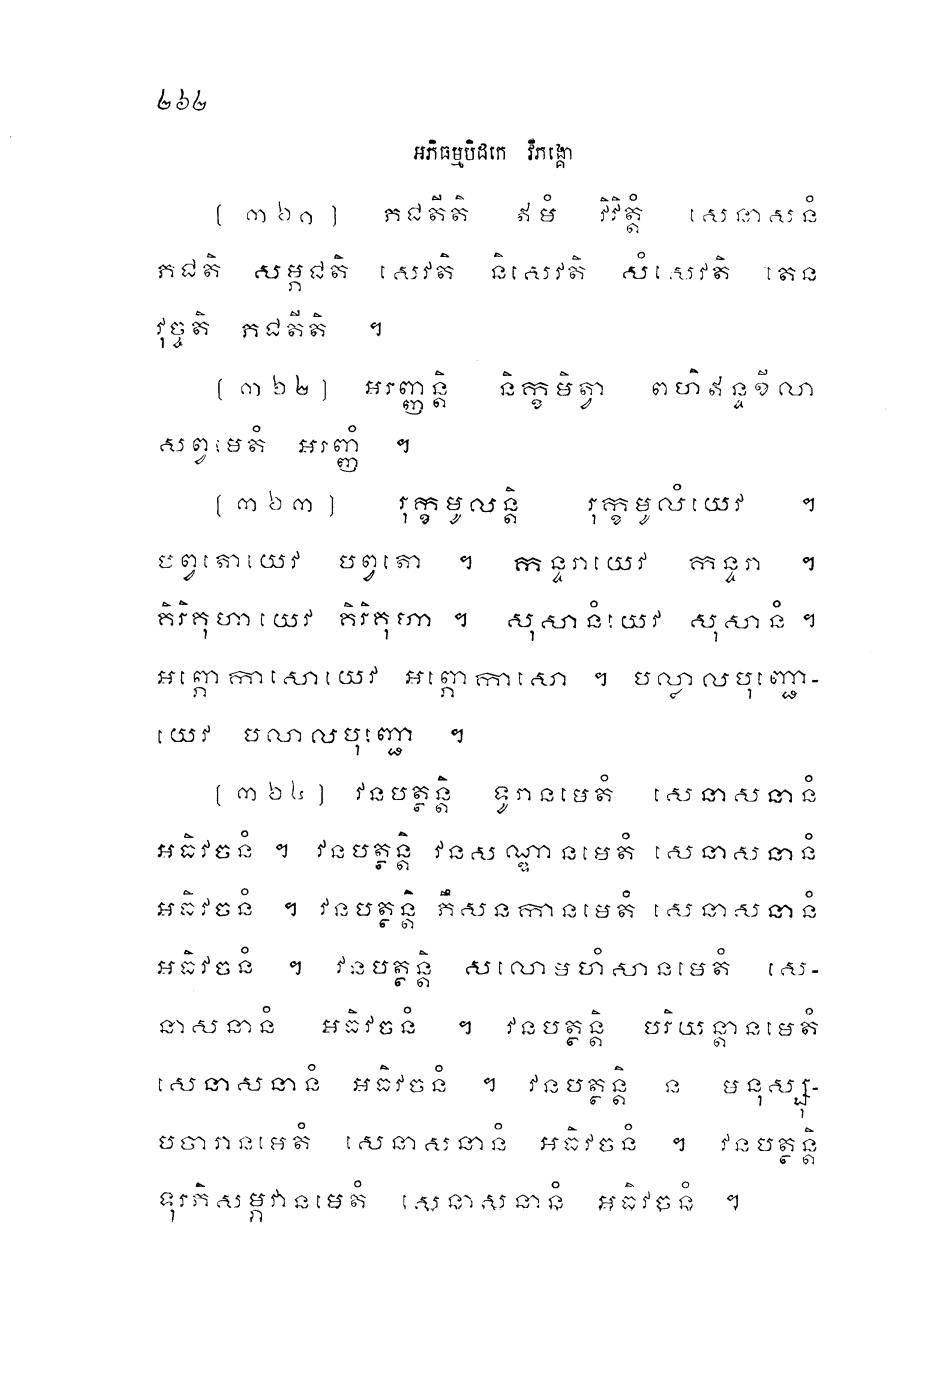 ២៦២
អភិធម្មបិដកេ វិភង្គោ
[ ៣៦១ ] ភជតីតិ ឥមំ វិវិត្តំ សេនាសនំ
ភជតិ សម្ភជតិ សេវតិ និសេវតិ សំសេវតិ តេន
វុច្ចតិ ភជតីតិ ។
[ ៣៦២ ] អរញ្ញន្តិ និក្ខមិត្វា ពហិឥន្ទខីលា
សព្វមេតំ អរញ្ញំ ។
[ ៣៦៣ ] រុក្ខមូលន្តិ រុក្ខមូលំយេវ ។
បព្វតោយេវ បព្វតោ ។ កន្ទរាយេវ កន្ទរា ។
គិរិគុហាយេវ គិរិគុហា ។ សុសានំយេវ សុសានំ ។
អព្ភោកាសោយេវ អព្ភោកាសោ ។ បលាលបុញ្ជោ-
យេវ បលាលបុញ្ជោ ។
[ ៣៦៤ ] វនបត្ថន្តិ ទូរានមេតំ សេនាសនានំ
អធិវចនំ ។ វនបត្ថន្តិ វនសណ្ឌានមេតំ សេនាសនានំ
អធិវចនំ ។ វនបត្ថន្តិ ភឹសនកានមេតំ សេនាសនានំ
អធិវចនំ ។ វនបត្ថន្តិ សលោមហំសានមេតំ សេ-
នាសនានំ អធិវចនំ ។ វនបត្ថន្តិ បរិយន្តានមេតំ
សេនាសនានំ អធិវចនំ ។ វនបត្ថន្តិ ន មនុស្សុ-
បចារានមេតំ សេនាសនានំ អធិវចនំ ។ វនបត្ថន្តិ
ទុរភិសម្ភវានមេតំ សេនាសនានំ អធិវចនំ ។